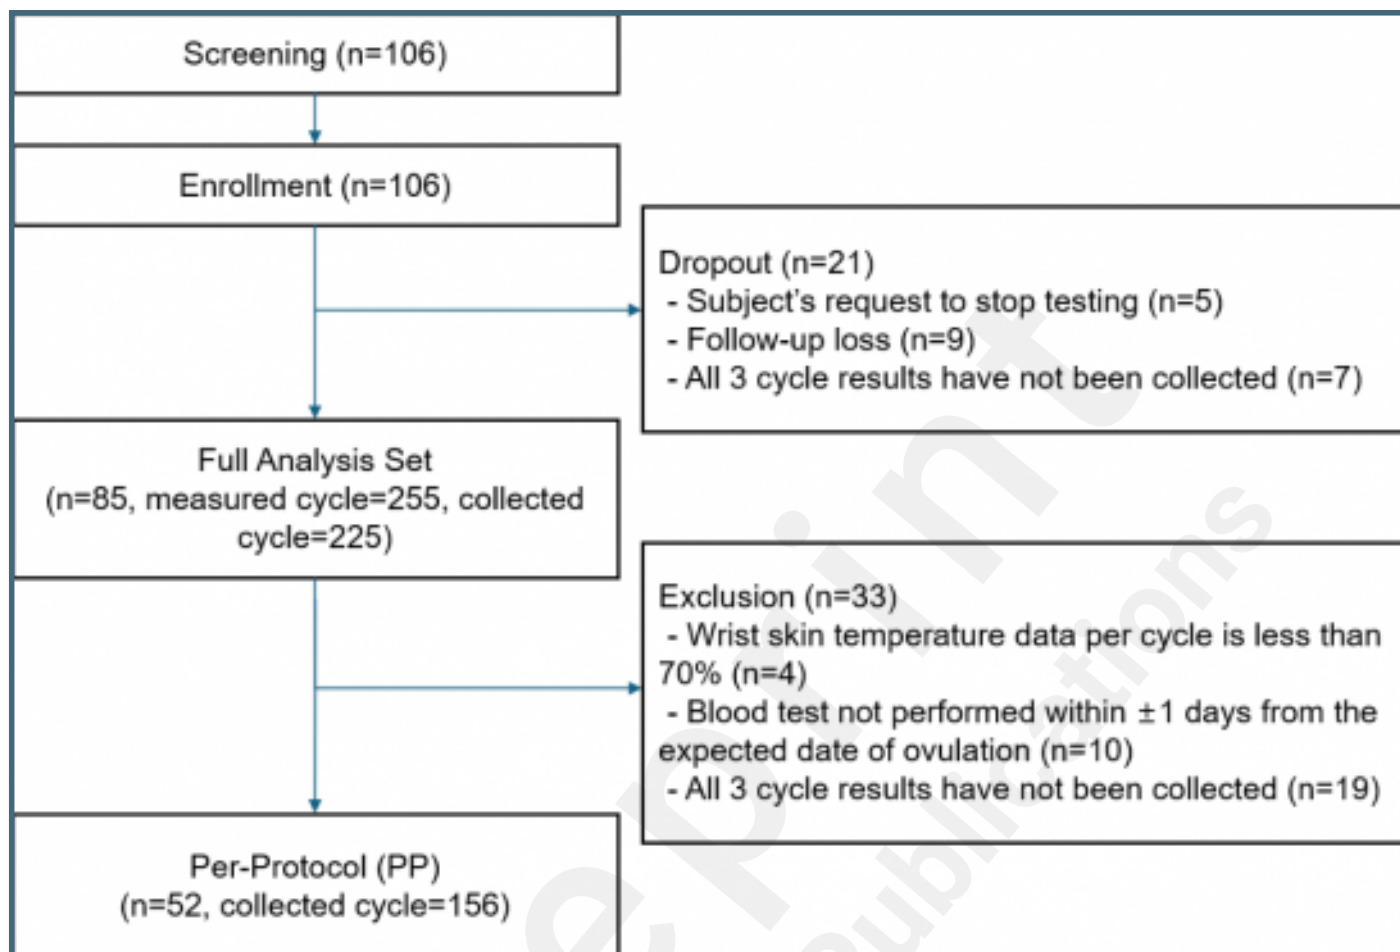 Screening (n=106)
Enrollment (n=106)
Dropout (n=21)
- Subject's request to stop testing (n=5)
- Follow-up loss (n=9)
- All 3 cycle results have not been collected (n=7)
Full Analysis Set
(n=85, measured cycle=255, collected
cycle=225)
Exclusion (n=33)
- Wrist skin temperature data per cycle is less than
70% (n=4)
- Blood test not performed within ±1 days from the
expected date of ovulation (n=10)
- All 3 cycle results have not been collected (n=19)
Per-Protocol (PP)
(n=52, collected cycle=156)
eprint
ublications